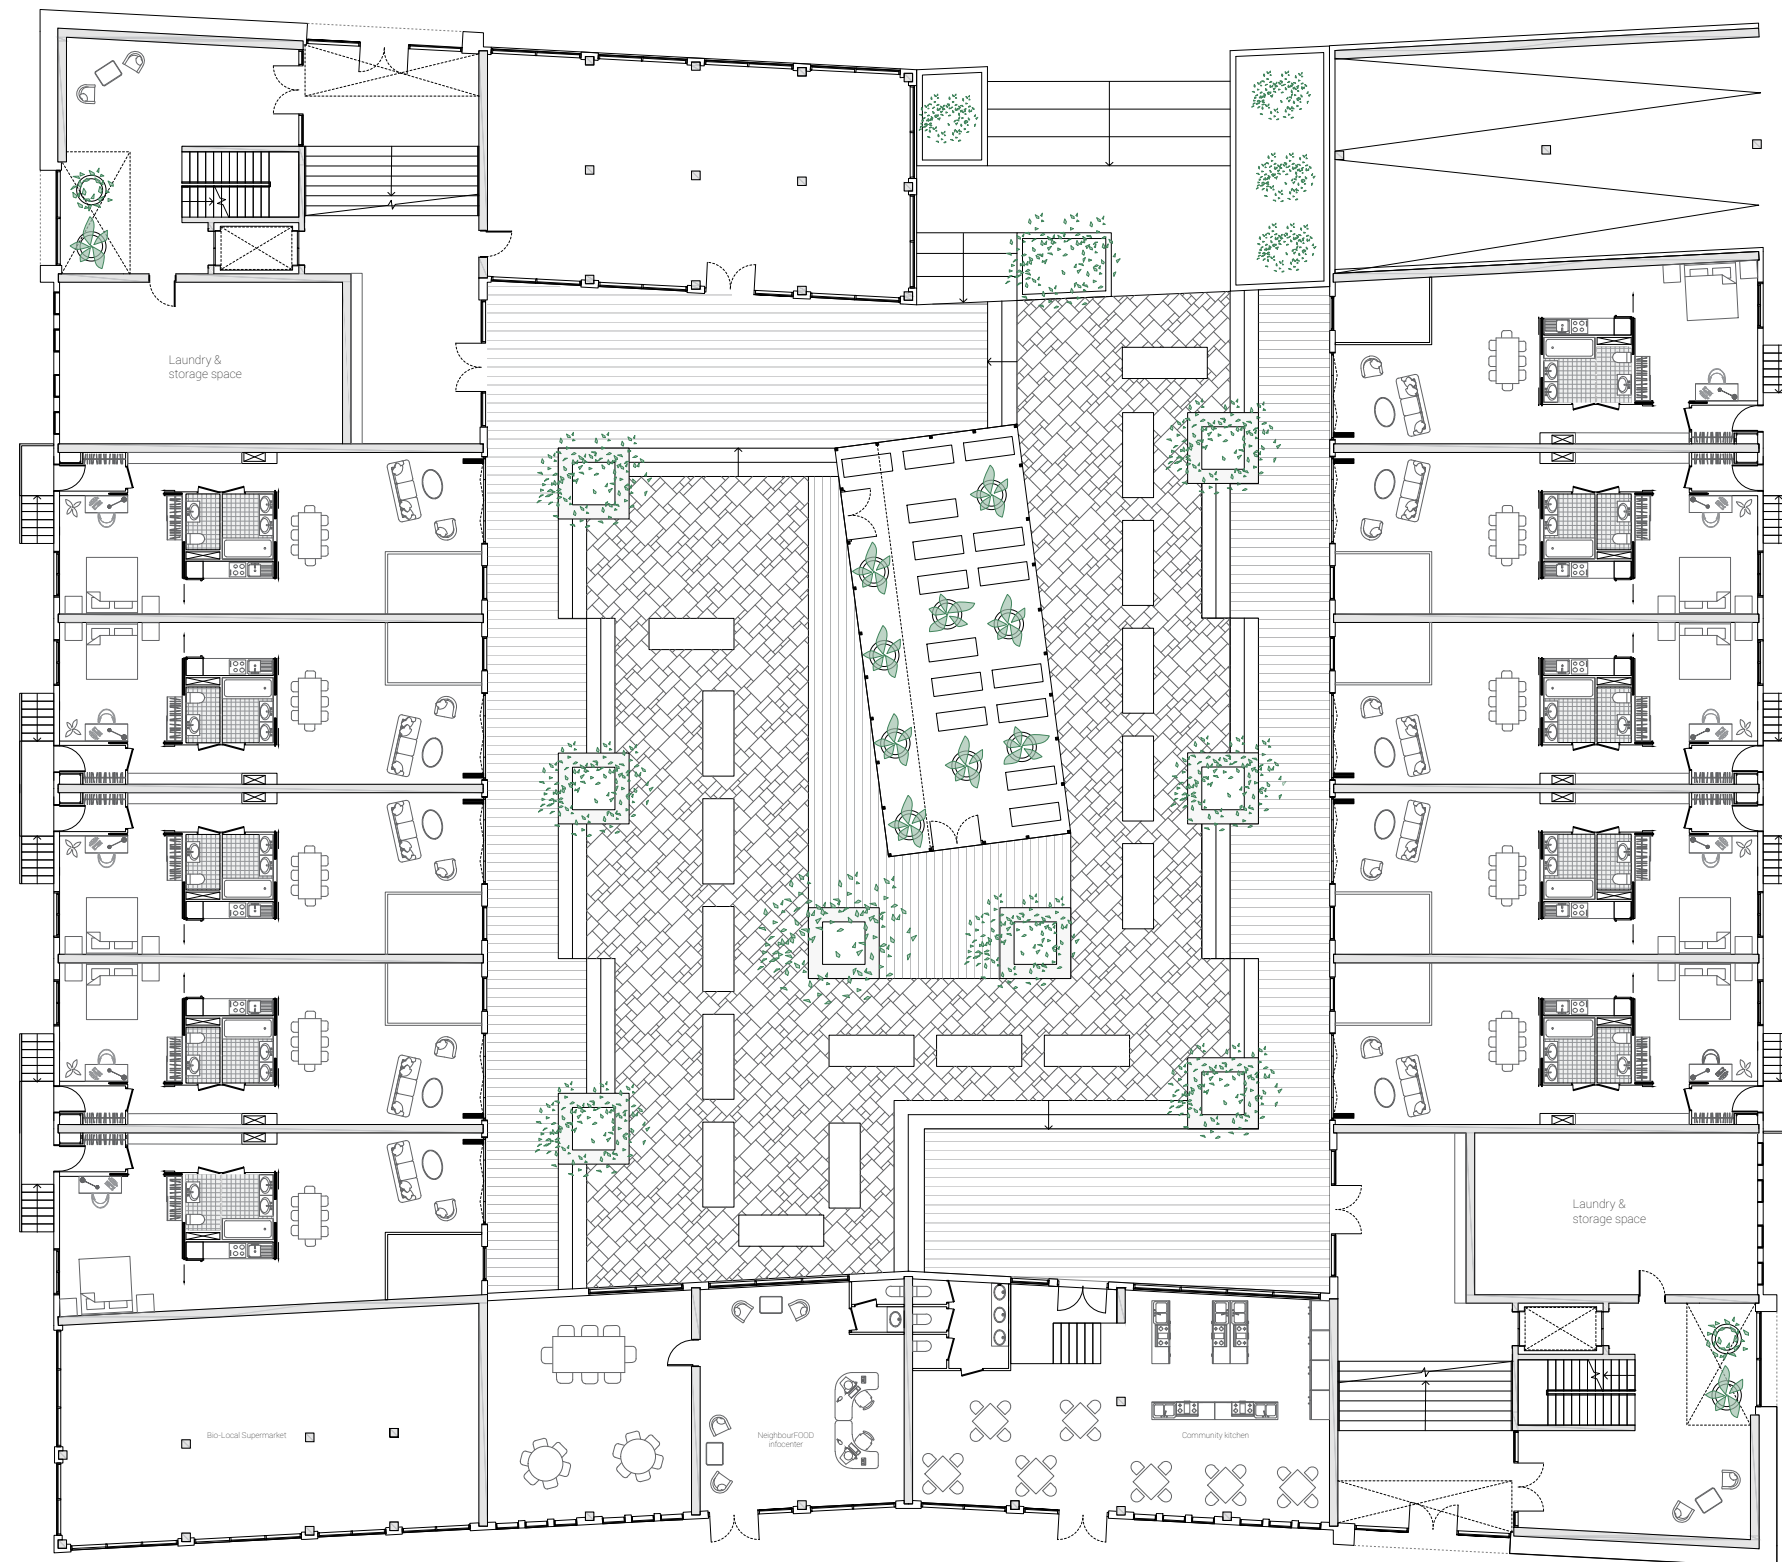 Laundry &
storage space
Laundry &
storage space
Bio-Local Supermarket
NeighbourFOOD
infocenter
Community kitchen